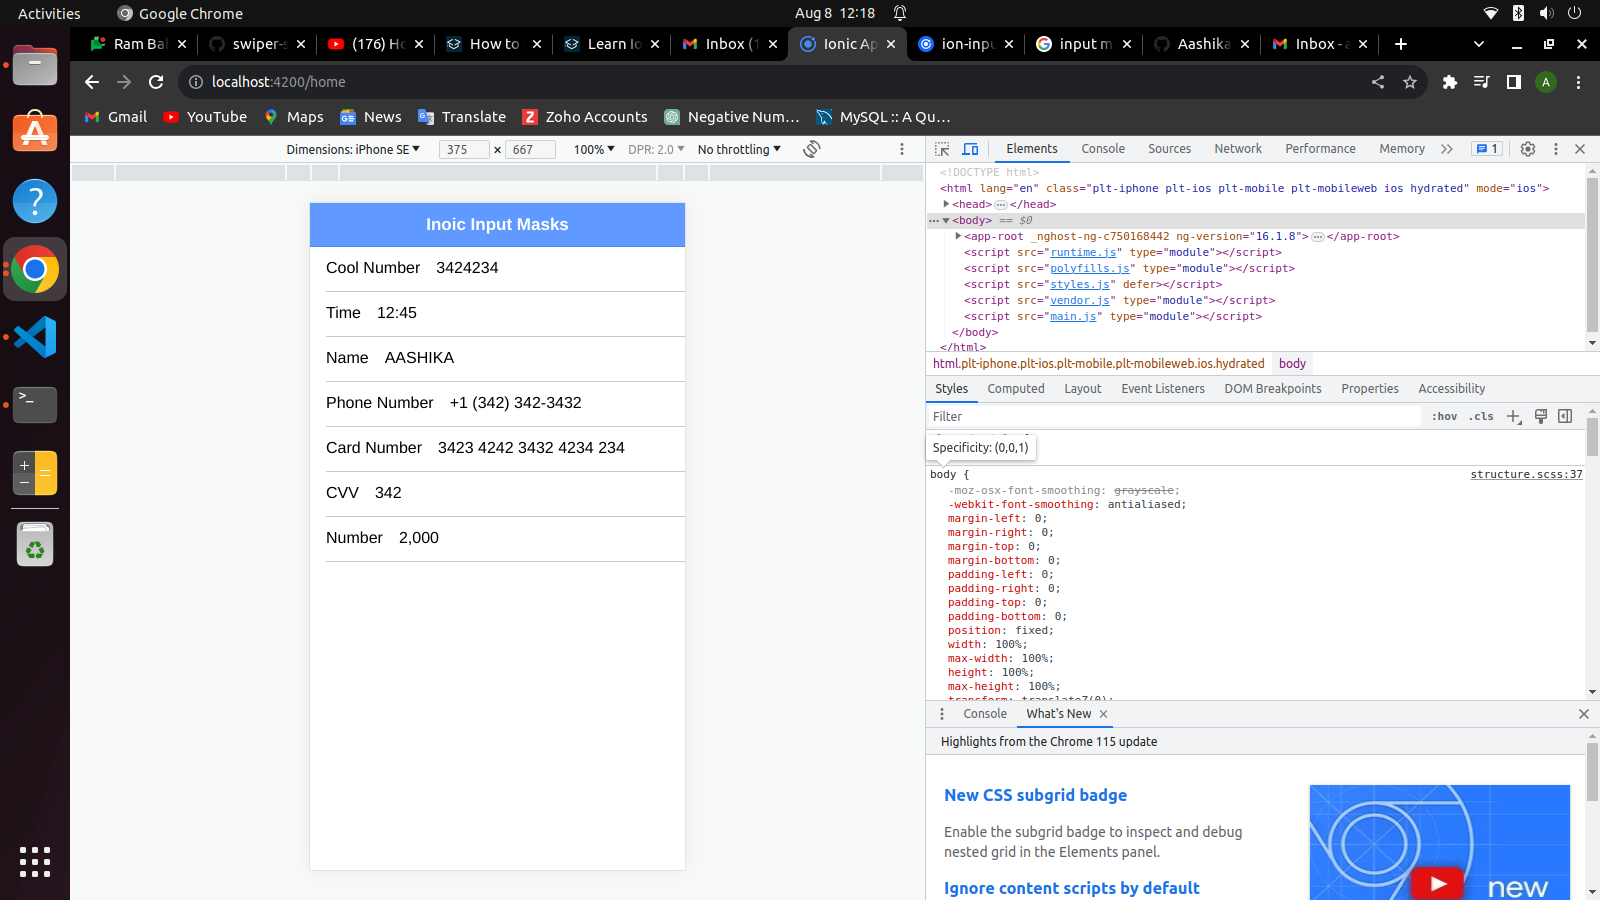 Activities
Google Chrome
Aug 8 12:18
Ram Bal
swiper-s
(176) Ho
How to
Learn Io
Inbox (1
Ionic Ap
ion-inpu
input m
Aashika
Inbox - a
localhost:4200/home
A
Gmail
YouTube
Maps
News
Translate
Zoho Accounts
Negative Num...
MySQL :: A Qu...
Dimensions: iPhone SE
375 × 667
100%
DPR: 2.0
No throttling
Inoic Input Masks
Cool Number 3424234
Time 12:45
Name AASHIKA
Phone Number +1 (342) 342-3432
Card Number 3423 4242 3432 4234 234
CVV 342
Number 2,000
Elements
Console
Sources
Network
Performance
Memory
1
<!DOCTYPE html>
<html lang="en" class="plt-iphone plt-ios plt-mobile plt-mobileweb ios hydrated" mode="ios">
<head>…</head>
<body> == $0
<app-root _nghost-ng-c750168442 ng-version="16.1.8">…</app-root>
<script src="runtime.js" type="module"></script>
<script src="polyfills.js" type="module"></script>
<script src="styles.js" defer></script>
<script src="vendor.js" type="module"></script>
<script src="main.js" type="module"></script>
</body>
</html>
html.plt-iphone.plt-ios.plt-mobile.plt-mobileweb.ios.hydrated
body
Styles
Computed
Layout
Event Listeners
DOM Breakpoints
Properties
Accessibility
Filter
:hov
.cls
Specificity: (0,0,1)
body {
structure.scss:37
-moz-osx-font-smoothing: grayscale;
-webkit-font-smoothing: antialiased;
margin-left: 0;
margin-right: 0;
margin-top: 0;
margin-bottom: 0;
padding-left: 0;
padding-right: 0;
padding-top: 0;
padding-bottom: 0;
position: fixed;
width: 100%;
max-width: 100%;
height: 100%;
max-height: 100%;
transform: translateZ(0);
Console
What's New
Highlights from the Chrome 115 update
New CSS subgrid badge
Enable the subgrid badge to inspect and debug
nested grid in the Elements panel.
Ignore content scripts by default
new